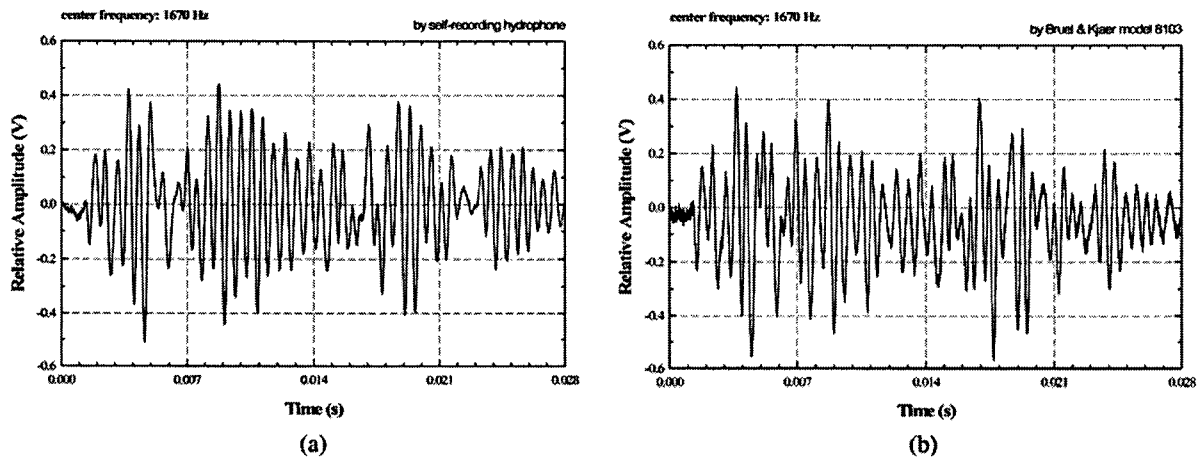 center frequency: 1670 Hz
by self-recording hydrophone
0.6
0.4
0.2
0.0
-0.2
-0.4
-0.6
Relative Amplitude (V)
0.000 0.007 0.014 0.021 0.028
Time (s)
(a)
center frequency: 1670 Hz
by Bruel & Kjaer model 8103
0.6
0.4
0.2
0.0
-0.2
-0.4
-0.6
Relative Amplitude (V)
0.000 0.007 0.014 0.021 0.028
Time (s)
(b)